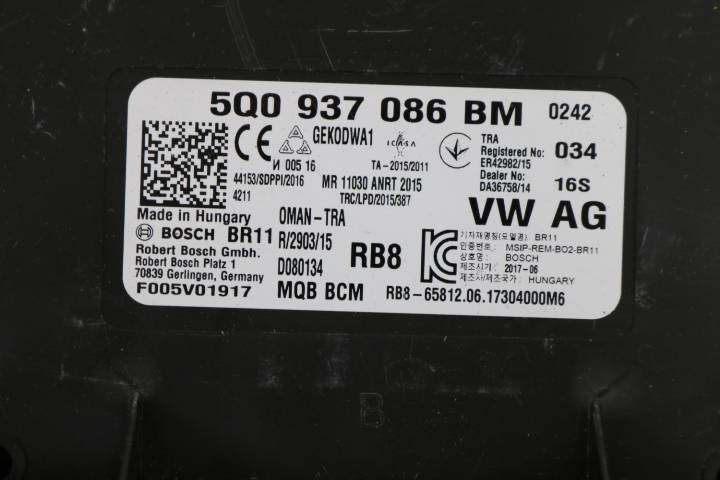 5Q0 937 086 BM 0242
CE GEKODWA1 ICASA
И 005 16 TA-2015/2011
44153/SDPPI/2016 MR 11030 ANRT 2015
4211 TRC/LPD/2015/387
TRA
Registered No: 034
ER42982/15
Dealer No:
DA36758/14 16S
VW AG
Made in Hungary OMAN-TRA
BOSCH BR11 R/2903/15 RB8
Robert Bosch Gmbh. D080134
Robert Bosch Platz 1
70839 Gerlingen, Germany
F005V01917 MQB BCM RB8-65812.06.17304000M6
기자재명칭(모델명): BR11
인증번호: MSIP-REM-BO2-BR11
상호명: BOSCH
제조시기: 2017-06
제조사/제조국가: HUNGARY
B